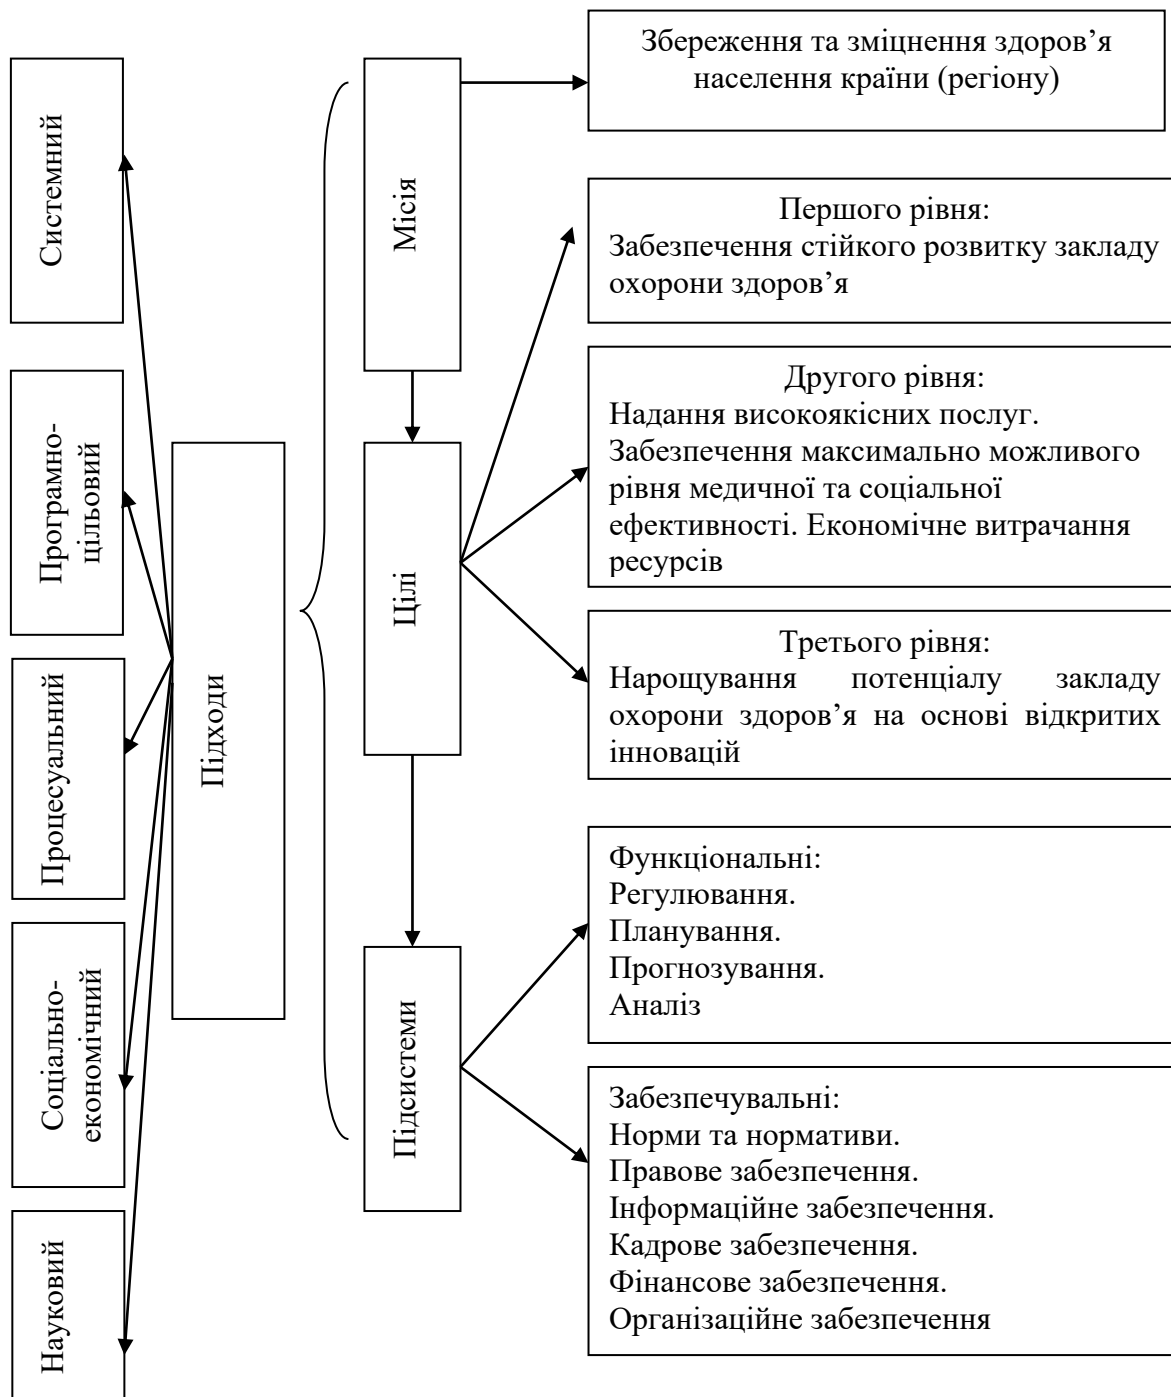 Системний
Програмно-
цільовий
Процесуальний
Соціально-
економічний
Науковий
Підходи
Місія
Цілі
Підсистеми
Збереження та зміцнення здоров’я
населення країни (регіону)
Першого рівня:
Забезпечення стійкого розвитку закладу
охорони здоров’я
Другого рівня:
Надання високоякісних послуг.
Забезпечення максимально можливого
рівня медичної та соціальної
ефективності. Економічне витрачання
ресурсів
Третього рівня:
Нарощування потенціалу закладу
охорони здоров’я на основі відкритих
інновацій
Функціональні:
Регулювання.
Планування.
Прогнозування.
Аналіз
Забезпечувальні:
Норми та нормативи.
Правове забезпечення.
Інформаційне забезпечення.
Кадрове забезпечення.
Фінансове забезпечення.
Організаційне забезпечення